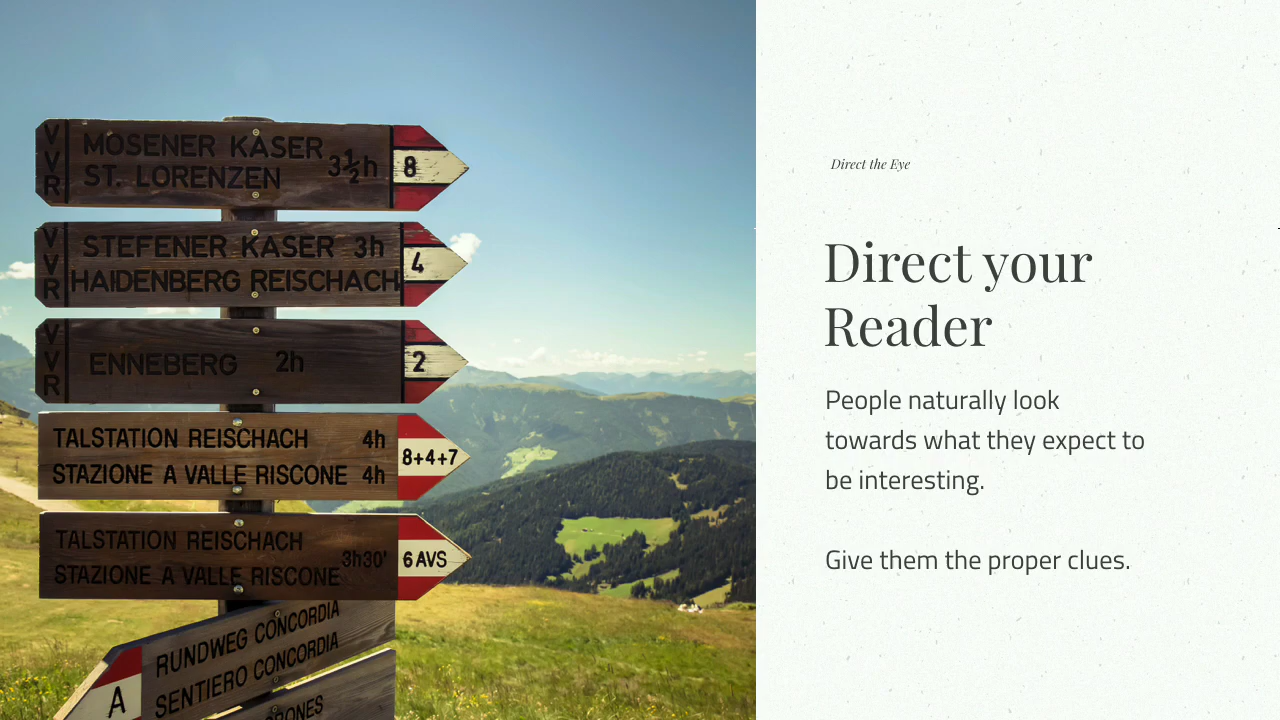 VVR
MOSENER KASER
ST. LORENZEN
3½h
8
VVR
STEFENER KASER 3h
HAIDENBERG REISCHACH
4
VVR
ENNEBERG 2h
2
TALSTATION REISCHACH 4h
STAZIONE A VALLE RISCONE 4h
8+4+7
TALSTATION REISCHACH
STAZIONE A VALLE RISCONE
3h30'
6 AVS
RUNDWEG CONCORDIA
SENTIERO CONCORDIA
A
Direct the Eye
Direct your
Reader
People naturally look
towards what they expect to
be interesting.
Give them the proper clues.